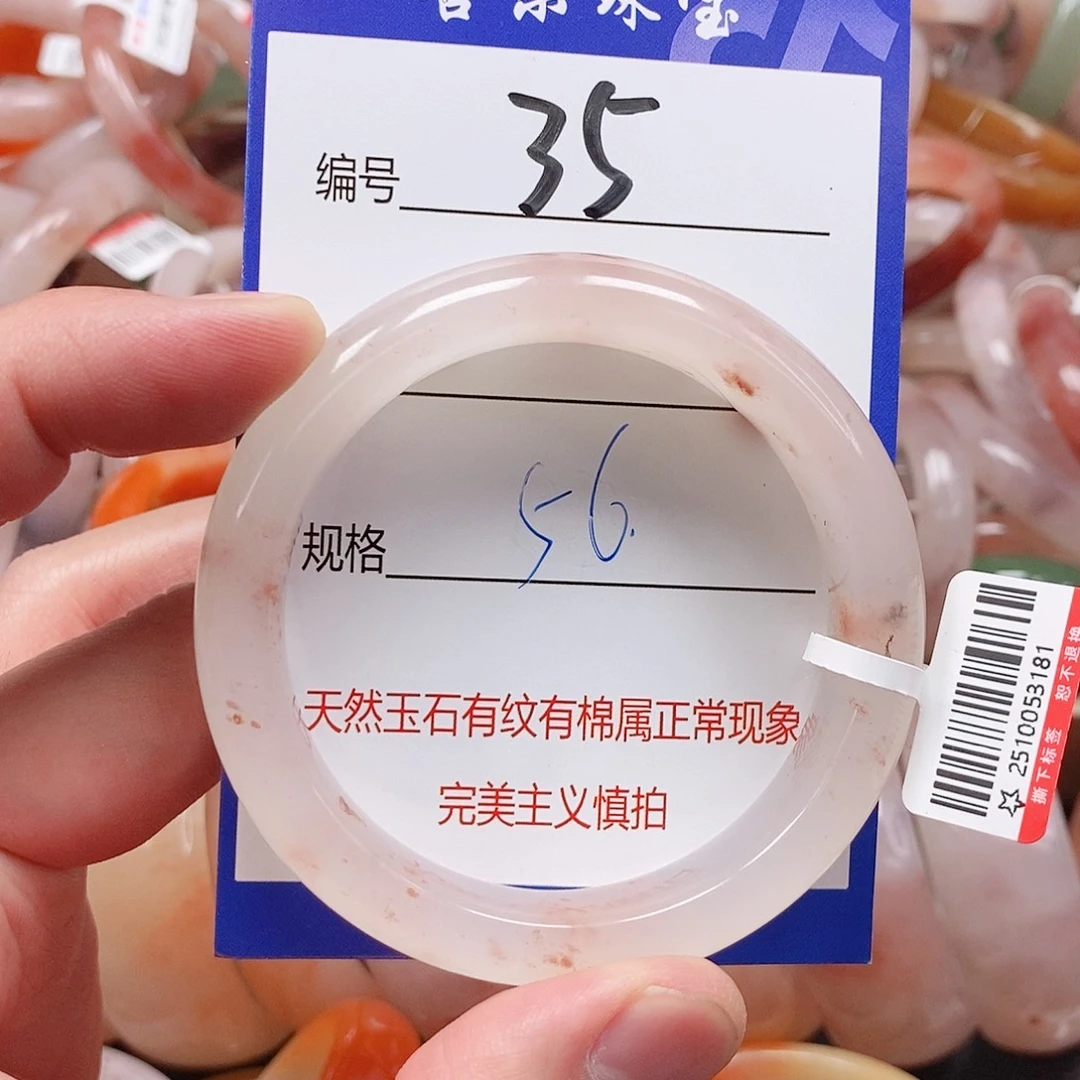 编号 35
规格 56.
天然玉石有纹有棉属正常现象
完美主义慎拍
2510053181
撕下标签 恕不退换